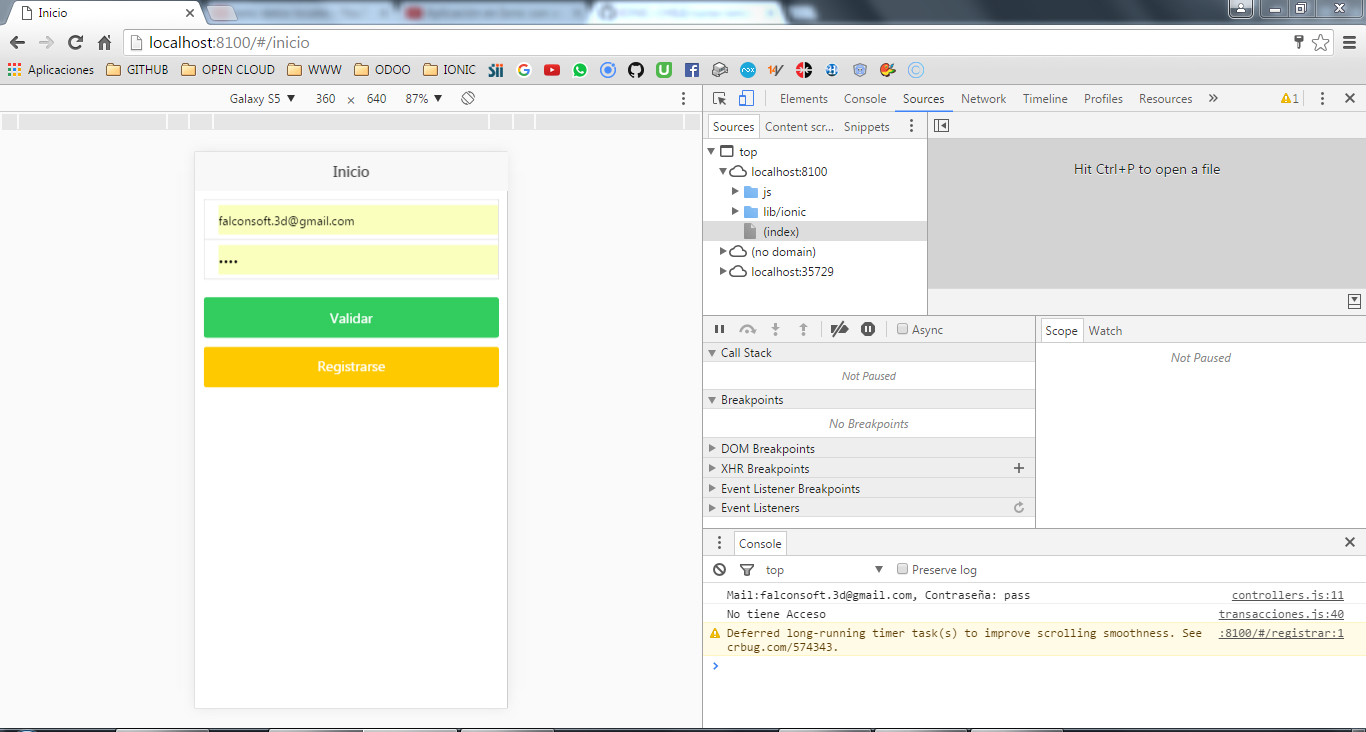 Inicio
localhost:8100/#/inicio
Aplicaciones GITHUB OPEN CLOUD WWW ODOO IONIC Sii
Galaxy S5 ▼ 360 x 640 87% ▼
Inicio
falconsoft.3d@gmail.com
••••
Validar
Registrarse
Elements Console Sources Network Timeline Profiles Resources » 1
Sources Content scr... Snippets
top
localhost:8100
js
lib/ionic
(index)
(no domain)
localhost:35729
Hit Ctrl+P to open a file
Async
Call Stack
Not Paused
Breakpoints
No Breakpoints
DOM Breakpoints
XHR Breakpoints
Event Listener Breakpoints
Event Listeners
Scope Watch
Not Paused
Console
top ▼ Preserve log
Mail:falconsoft.3d@gmail.com, Contraseña: pass controllers.js:11
No tiene Acceso transacciones.js:40
Deferred long-running timer task(s) to improve scrolling smoothness. See :8100/#/registrar:1
crbug.com/574343.